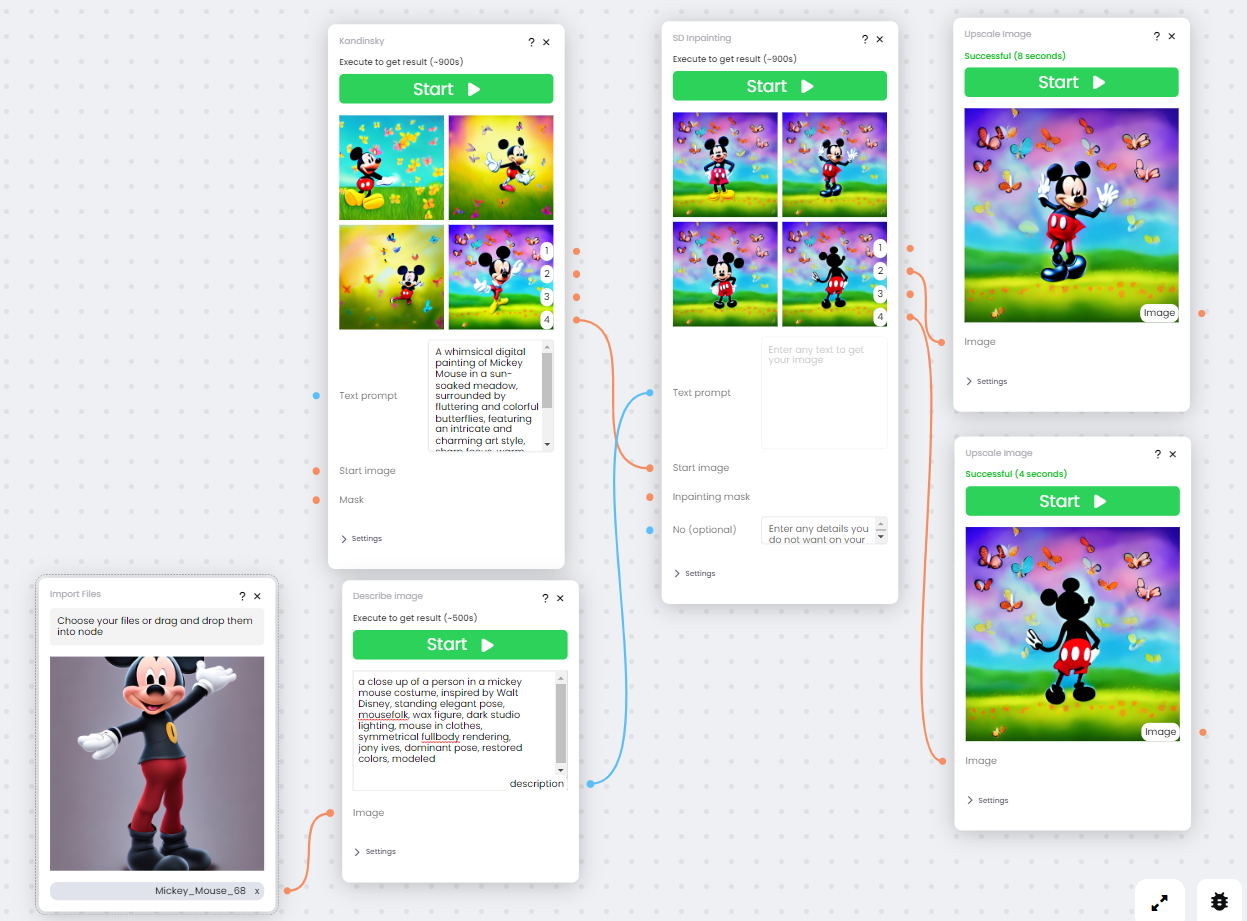 Kandinsky
?
×
Execute to get result (~900s)
Start
1
2
3
4
Text prompt
A whimsical digital
painting of Mickey
Mouse in a sun-
soaked meadow,
surrounded by
fluttering and colorful
butterflies, featuring
an intricate and
charming art style,
sharp focus, warm
Start image
Mask
Settings
Import Files
?
×
Choose your files or drag and drop them
into node
Mickey_Mouse_68 x
Describe image
?
×
Execute to get result (~500s)
Start
a close up of a person in a mickey
mouse costume, inspired by Walt
Disney, standing elegant pose,
mousefolk, wax figure, dark studio
lighting, mouse in clothes,
symmetrical fullbody rendering,
jony ives, dominant pose, restored
colors, modeled
description
Image
Settings
SD Inpainting
?
×
Execute to get result (~900s)
Start
1
2
3
4
Text prompt
Enter any text to get
your image
Start image
Inpainting mask
No (optional)
Enter any details you
do not want on your
Settings
Upscale Image
?
×
Successful (8 seconds)
Start
Image
Image
Settings
Upscale Image
?
×
Successful (4 seconds)
Start
Image
Image
Settings